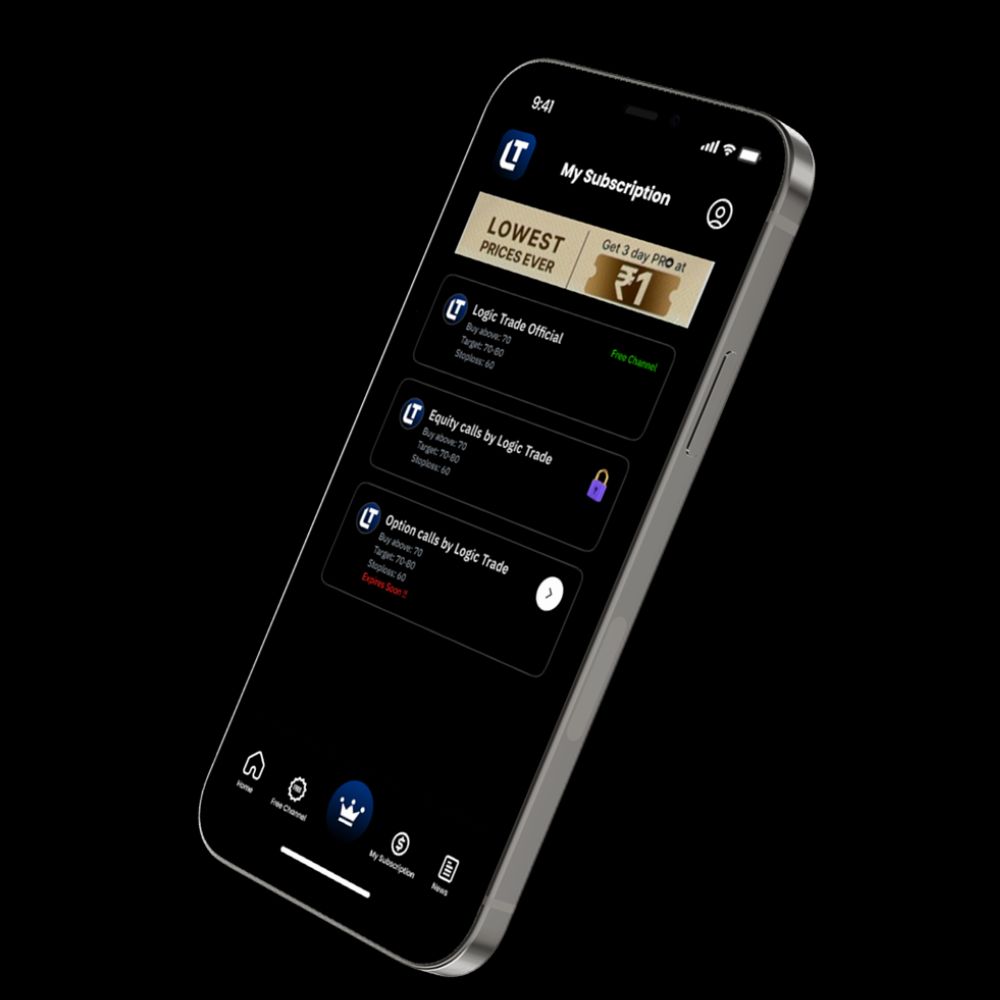 9:41
LT
My Subscription
LOWEST
PRICES EVER
Get 3 day PRO at
₹1
LT
Logic Trade Official
Buy above: 70
Target: 70-80
Stoploss: 60
Free Channel
LT
Equity calls by Logic Trade
Buy above: 70
Target: 70-80
Stoploss: 60
LT
Option calls by Logic Trade
Buy above: 70
Target: 70-80
Stoploss: 60
Expires Soon !!
Home
FREE
Free Channel
$
My Subscription
News